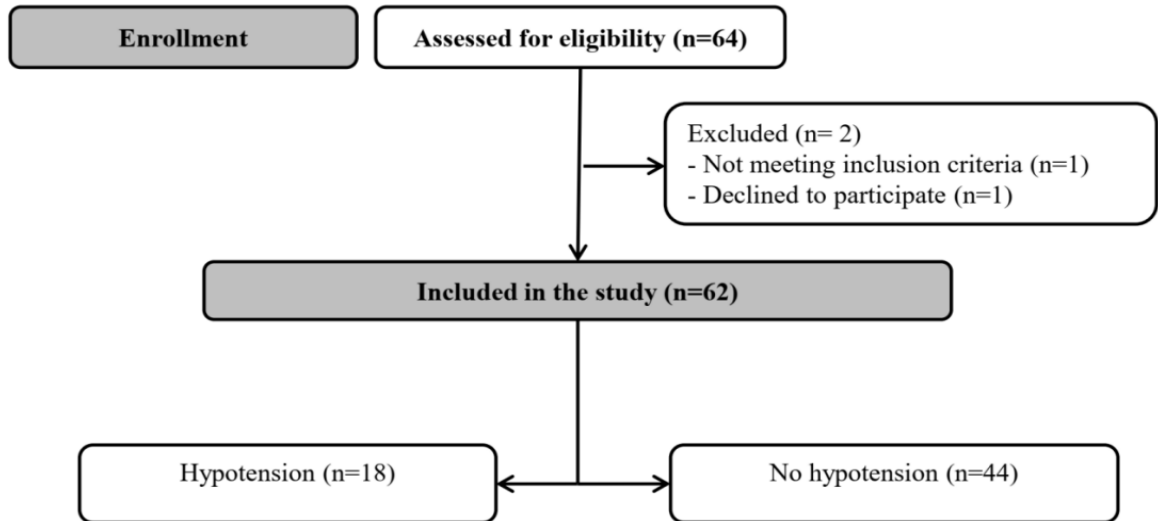 Enrollment
Assessed for eligibility (n=64)
Excluded (n= 2)
- Not meeting inclusion criteria (n=1)
- Declined to participate (n=1)
Included in the study (n=62)
Hypotension (n=18)
No hypotension (n=44)